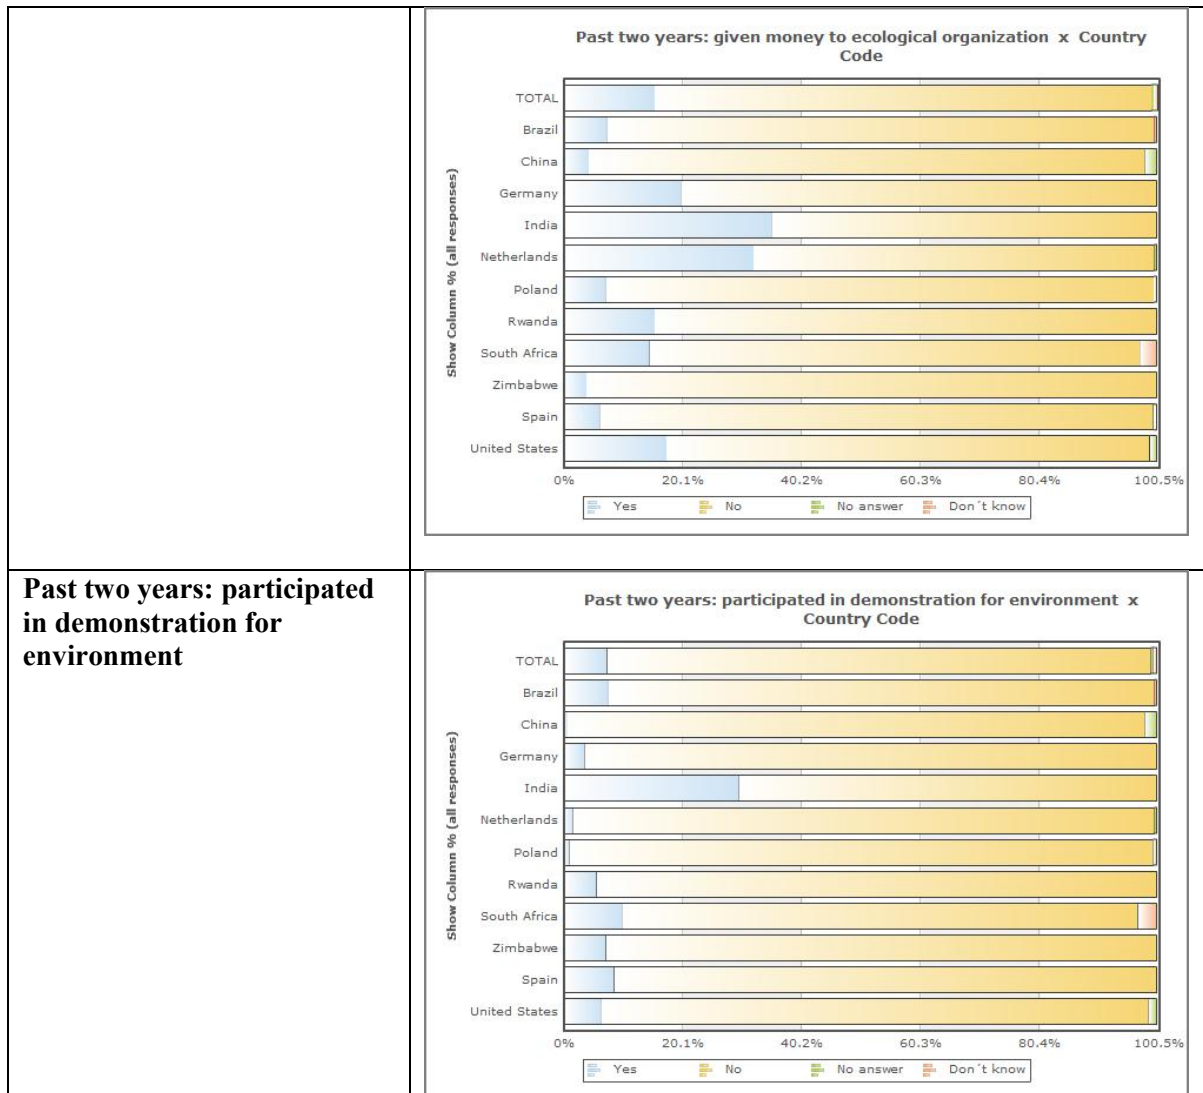 Past two years: given money to ecological organization x Country
Code
Show Column % (all responses)
TOTAL
Brazil
China
Germany
India
Netherlands
Poland
Rwanda
South Africa
Zimbabwe
Spain
United States
0% 20.1% 40.2% 60.3% 80.4% 100.5%
Yes No No answer Don´t know
Past two years: participated
in demonstration for
environment
Past two years: participated in demonstration for environment x
Country Code
Show Column % (all responses)
TOTAL
Brazil
China
Germany
India
Netherlands
Poland
Rwanda
South Africa
Zimbabwe
Spain
United States
0% 20.1% 40.2% 60.3% 80.4% 100.5%
Yes No No answer Don´t know